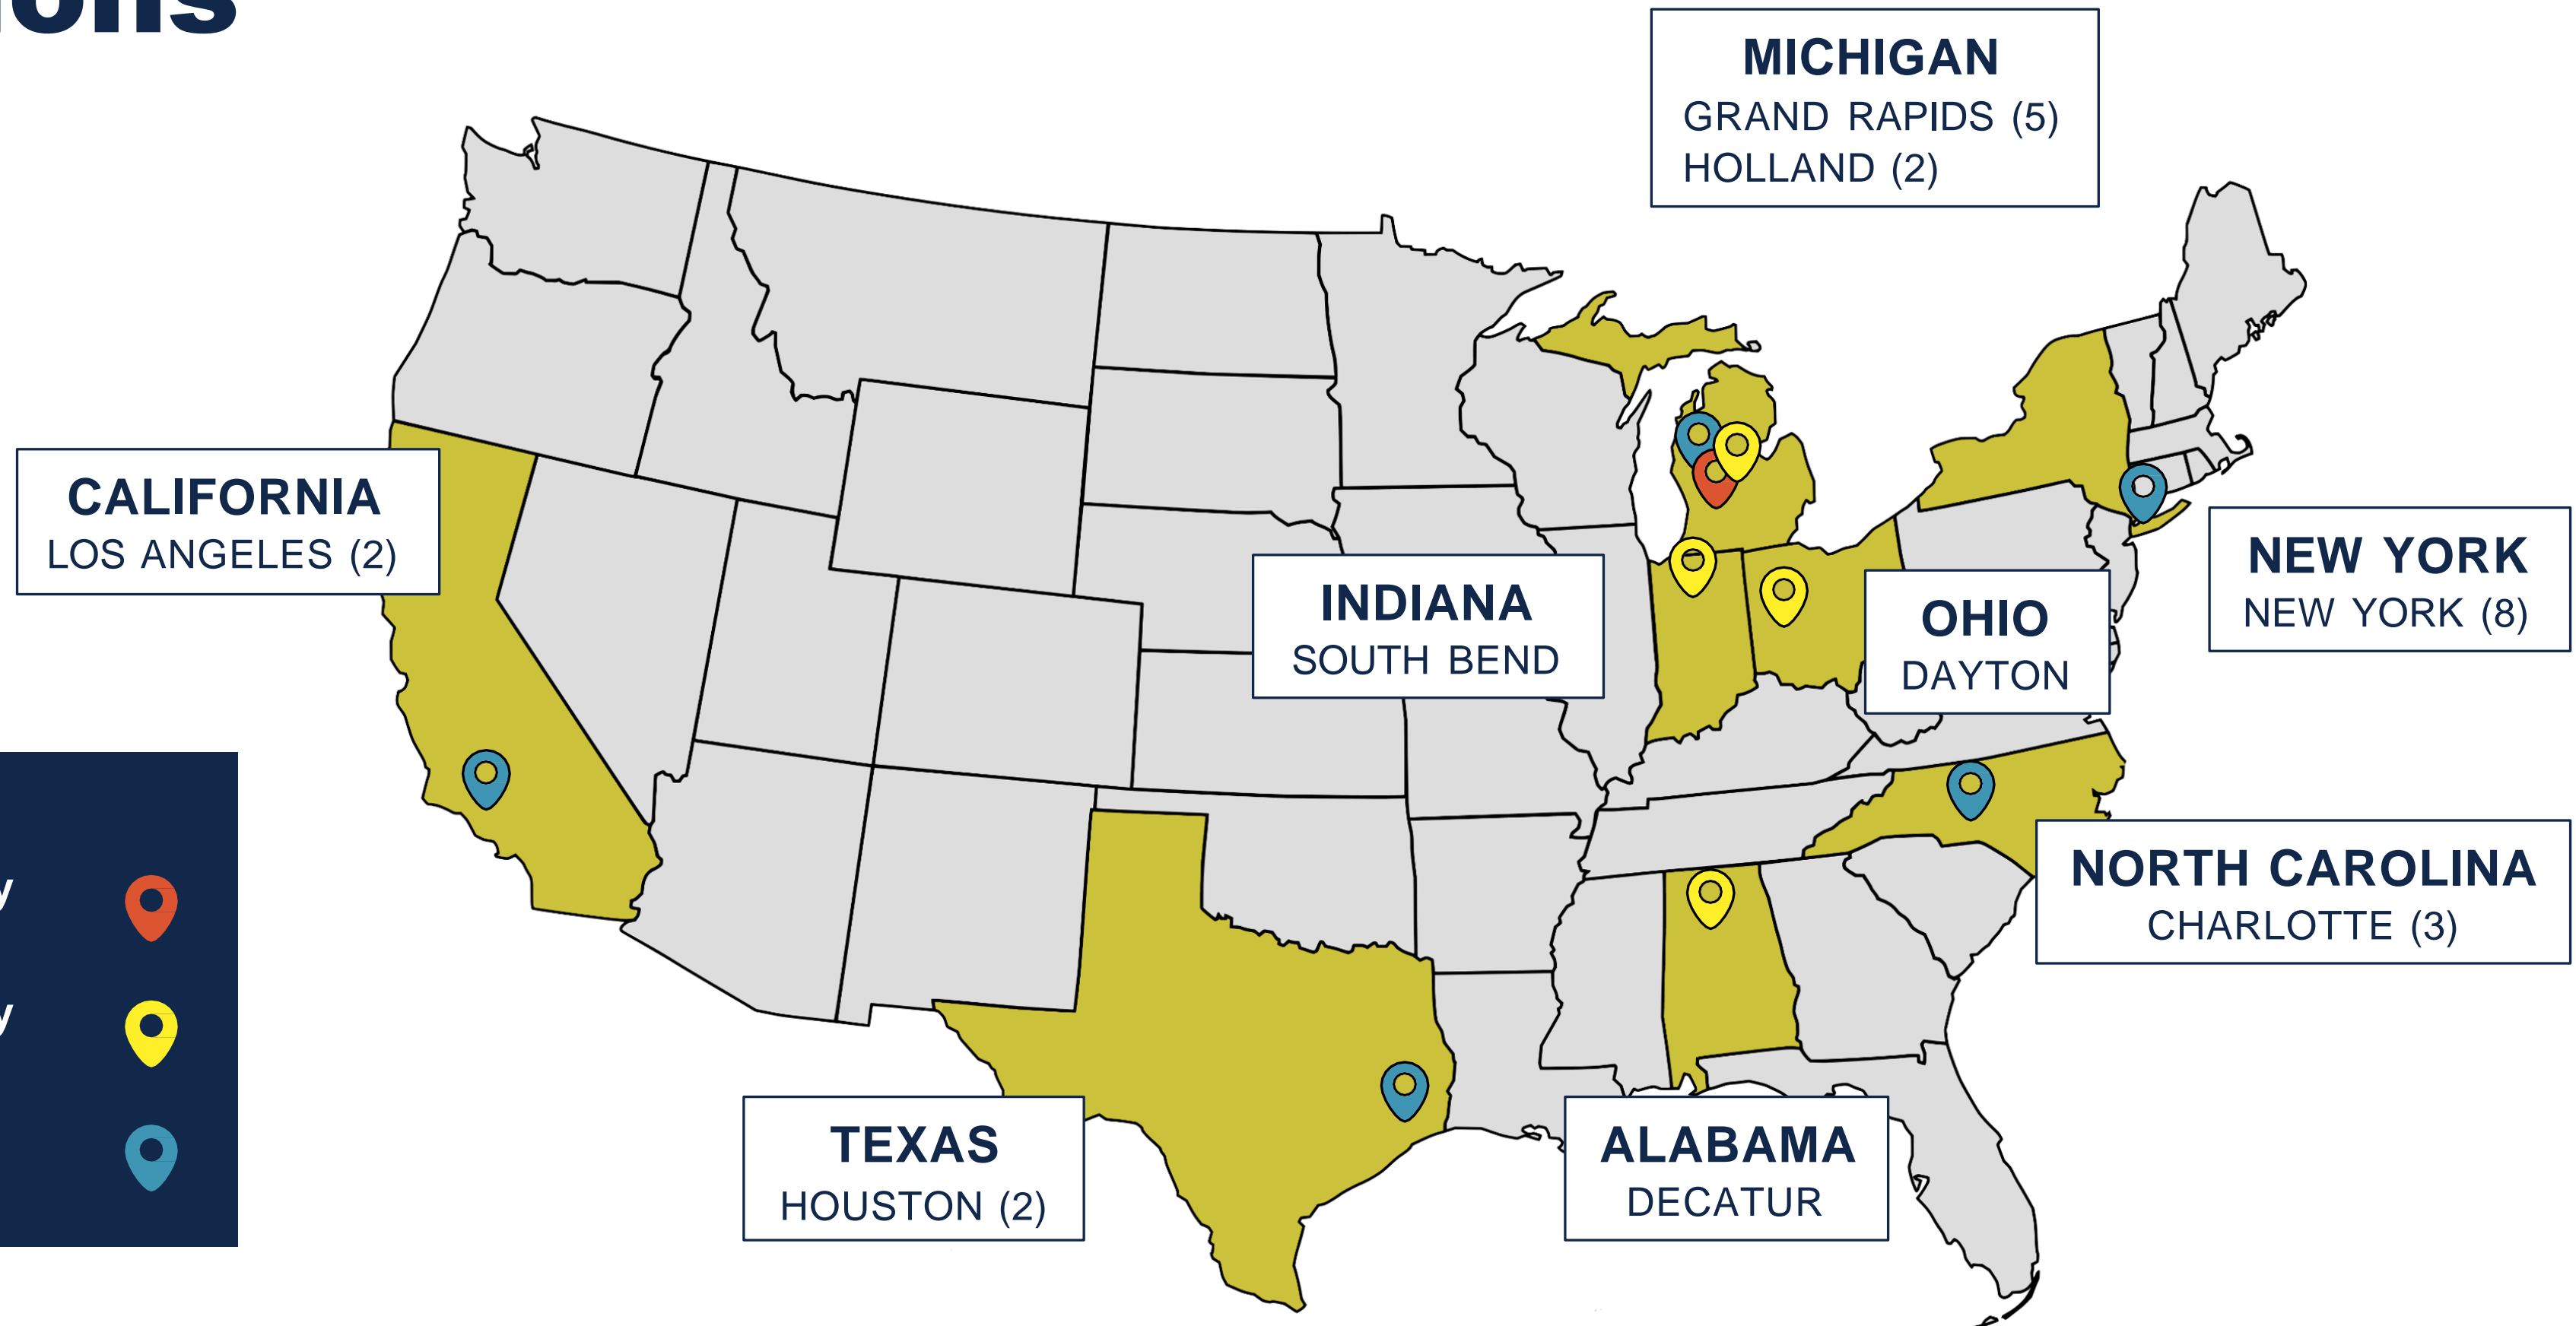 MICHIGAN
GRAND RAPIDS (5)
HOLLAND (2)
CALIFORNIA
LOS ANGELES (2)
INDIANA
SOUTH BEND
OHIO
DAYTON
NEW YORK
NEW YORK (8)
NORTH CAROLINA
CHARLOTTE (3)
TEXAS
HOUSTON (2)
ALABAMA
DECATUR